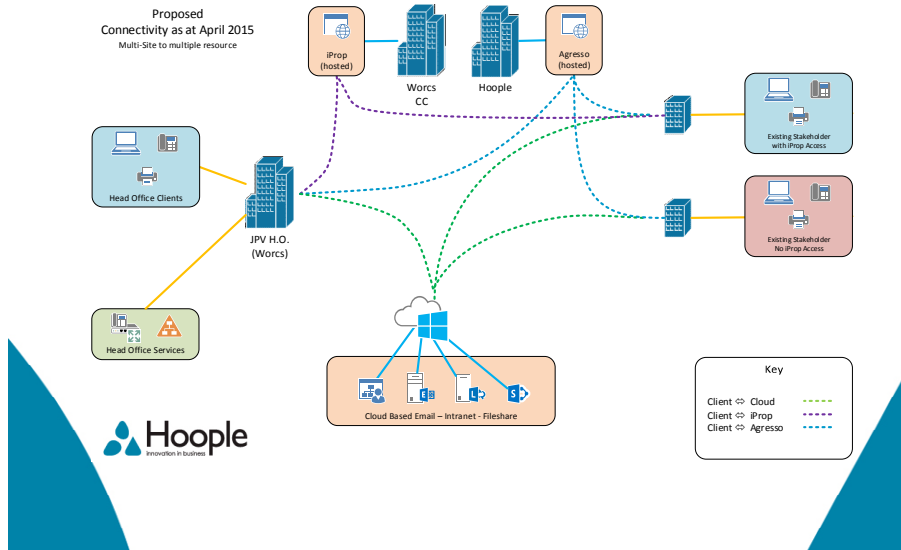 Proposed
Connectivity as at April 2015
Multi-Site to multiple resource
iProp
(hosted)
Worcs
CC
Hoople
Agresso
(hosted)
Existing Stakeholder
with iProp Access
Head Office Clients
JPV H.O.
(Worcs)
Existing Stakeholder
No iProp Access
Head Office Services
E
L
S
Cloud Based Email – Intranet - Fileshare
Key
Client ⇔ Cloud
Client ⇔ iProp
Client ⇔ Agresso
Hoople
innovation in business